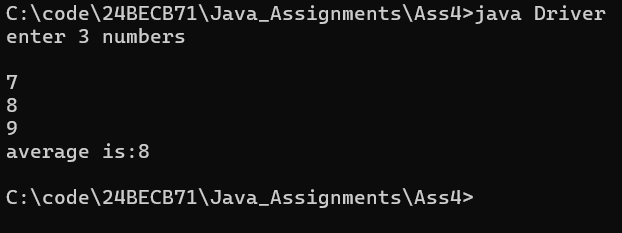 C:\code\24BECB71\Java_Assignments\Ass4>java Driver
enter 3 numbers
7
8
9
average is:8
C:\code\24BECB71\Java_Assignments\Ass4>